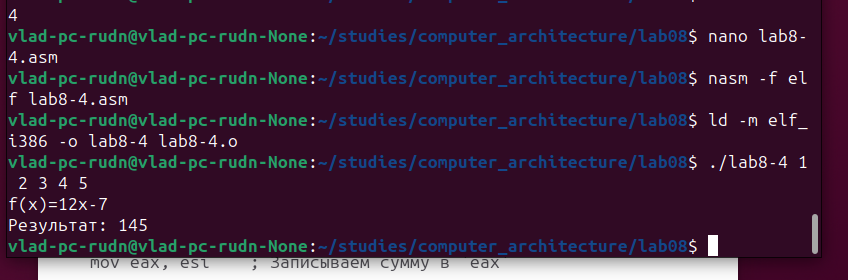 4
vlad-pc-rudn@vlad-pc-rudn-None:~/studies/computer_architecture/lab08$ nano lab8-
4.asm
vlad-pc-rudn@vlad-pc-rudn-None:~/studies/computer_architecture/lab08$ nasm -f el
f lab8-4.asm
vlad-pc-rudn@vlad-pc-rudn-None:~/studies/computer_architecture/lab08$ ld -m elf_
i386 -o lab8-4 lab8-4.o
vlad-pc-rudn@vlad-pc-rudn-None:~/studies/computer_architecture/lab08$ ./lab8-4 1
 2 3 4 5
f(x)=12x-7
Результат: 145
vlad-pc-rudn@vlad-pc-rudn-None:~/studies/computer_architecture/lab08$
mov eax, esi ; Записываем сумму в `eax`